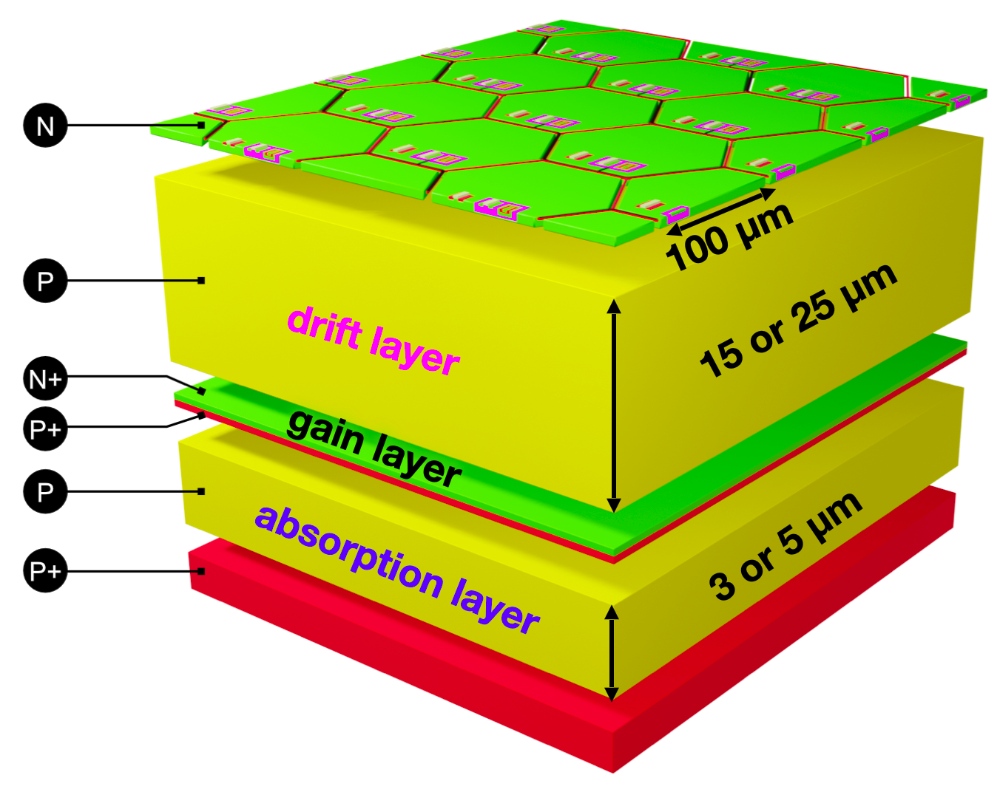 N
100 µm
P
drift layer
15 or 25 µm
N+
P+
gain layer
P
absorption layer
3 or 5 µm
P+